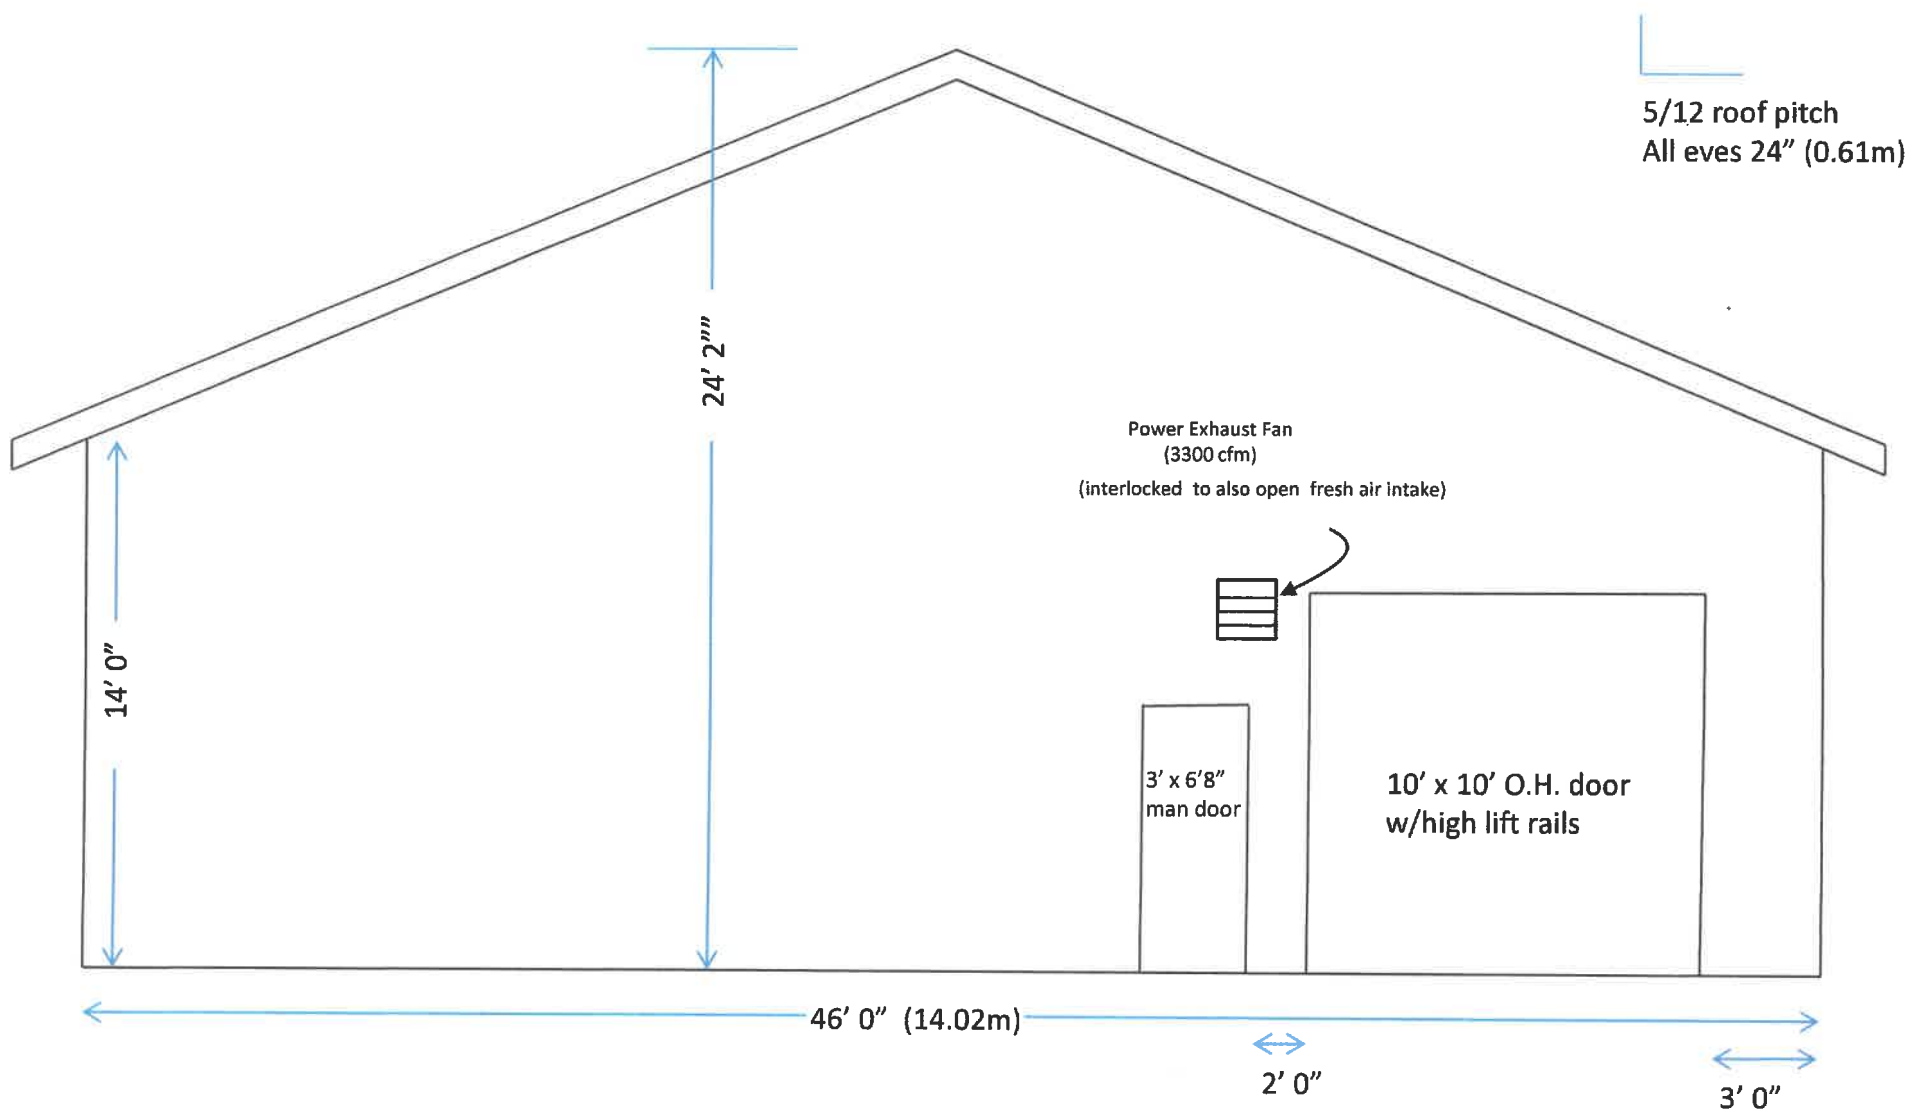 5/12 roof pitch
All eves 24” (0.61m)
24’ 2””
Power Exhaust Fan
(3300 cfm)
(interlocked to also open fresh air intake)
14’ 0”
3’ x 6’8”
man door
10’ x 10’ O.H. door
w/high lift rails
46’ 0” (14.02m)
2’ 0”
3’ 0”